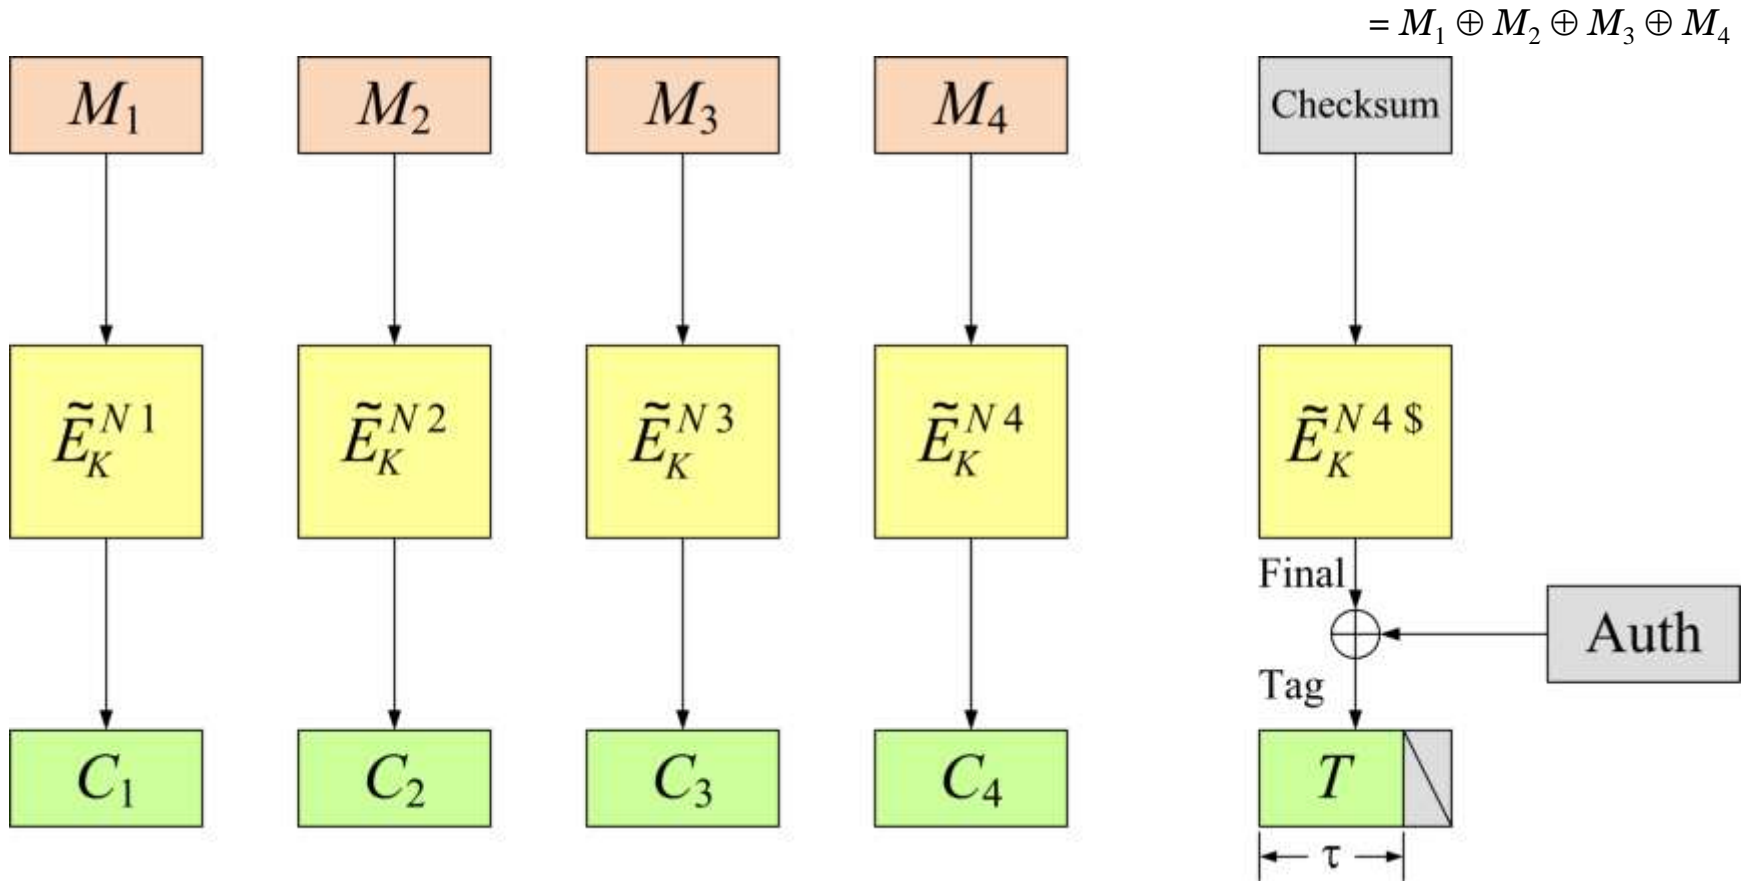 = M₁ ⊕ M₂ ⊕ M₃ ⊕ M₄
M₁ M₂ M₃ M₄ Checksum
Ẽ_K^{N 1} Ẽ_K^{N 2} Ẽ_K^{N 3} Ẽ_K^{N 4} Ẽ_K^{N 4 $}
Final
Auth
Tag
C₁ C₂ C₃ C₄ T
τ